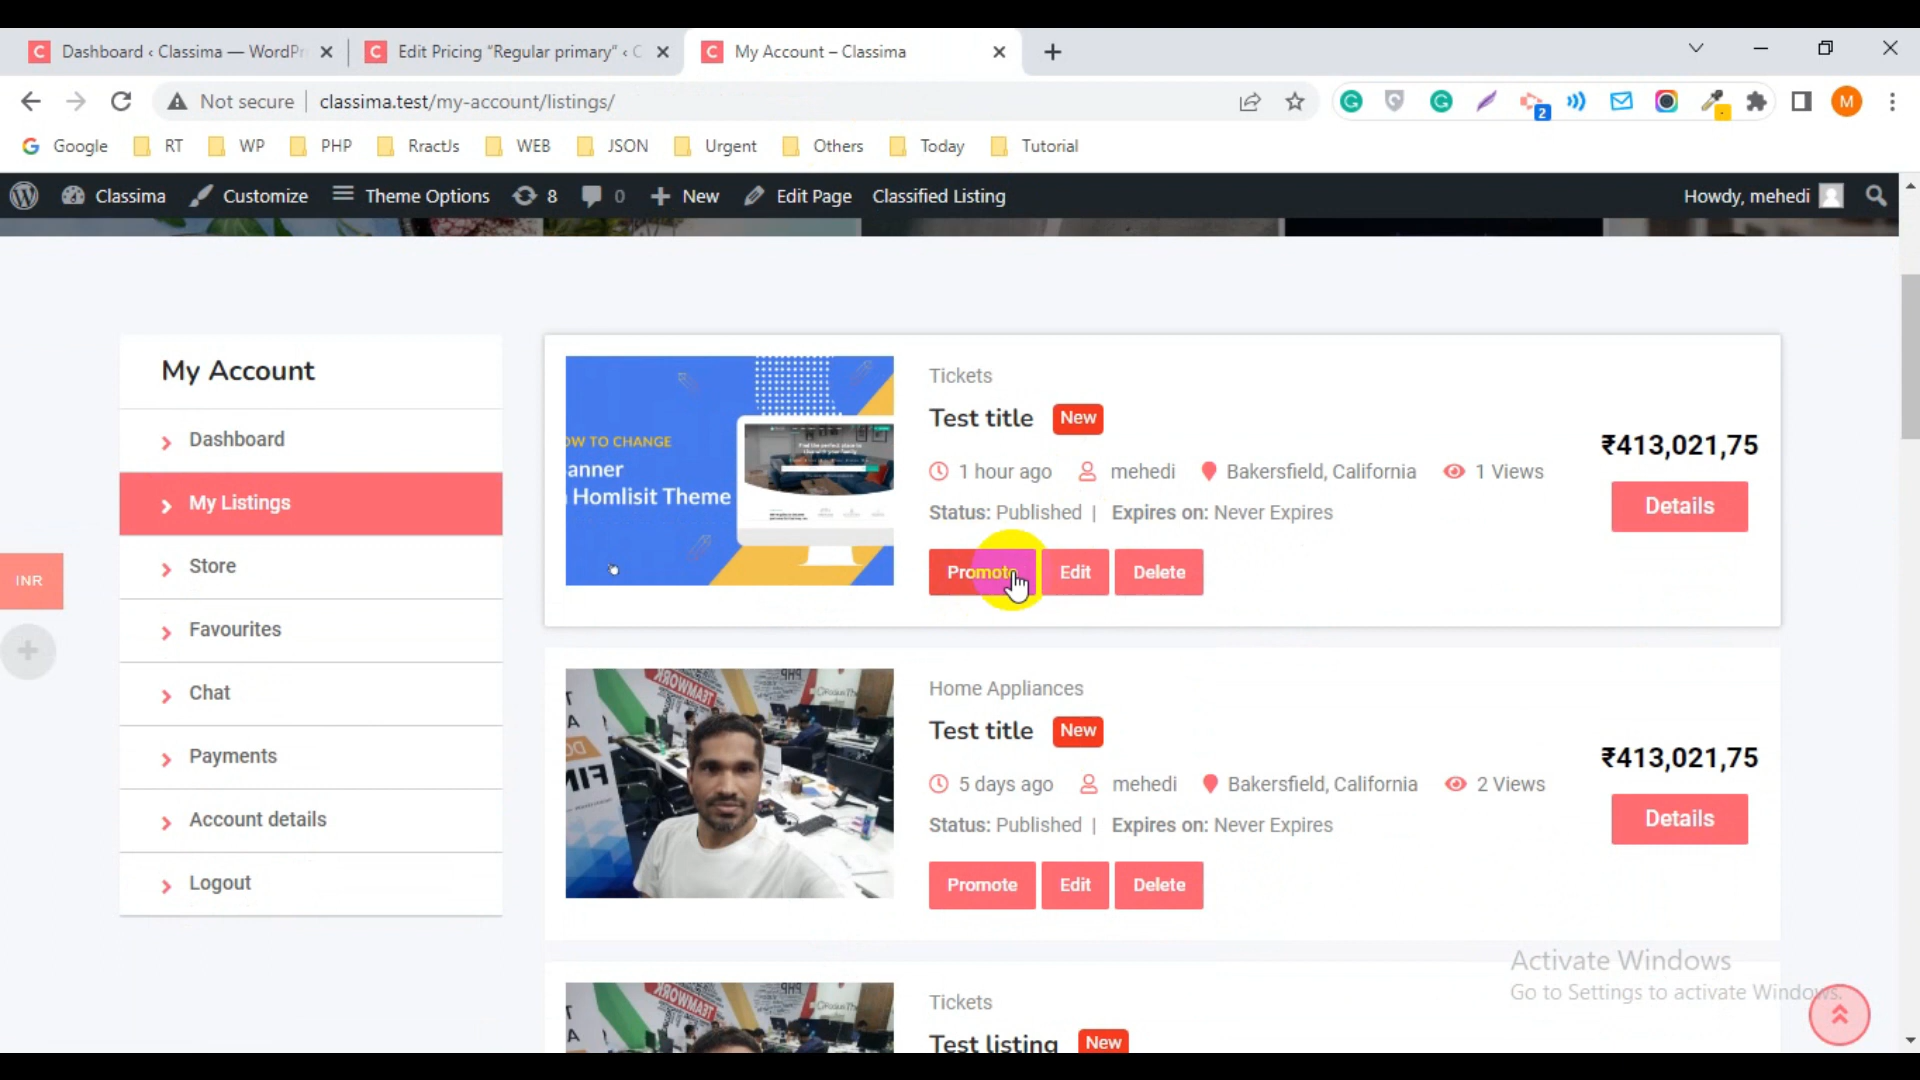 Dashboard ‹ Classima — WordPr
Edit Pricing “Regular primary” ‹ C
My Account – Classima
Not secure
classima.test/my-account/listings/
2
M
Google
RT
WP
PHP
RractJs
WEB
JSON
Urgent
Others
Today
Tutorial
Classima
Customize
Theme Options
8
0
New
Edit Page
Classified Listing
Howdy, mehedi
My Account
Dashboard
My Listings
Store
Favourites
Chat
Payments
Account details
Logout
INR
OW TO CHANGE
anner
Homlisit Theme
Tickets
Test title New
1 hour ago mehedi Bakersfield, California 1 Views
Status: Published | Expires on: Never Expires
Promote Edit Delete
₹413,021,75
Details
TEAMWORK
PHP
FIN
Home Appliances
Test title New
5 days ago mehedi Bakersfield, California 2 Views
Status: Published | Expires on: Never Expires
Promote Edit Delete
₹413,021,75
Details
TEAMWORK
PHP
Tickets
Test listing New
Activate Windows
Go to Settings to activate Windows.